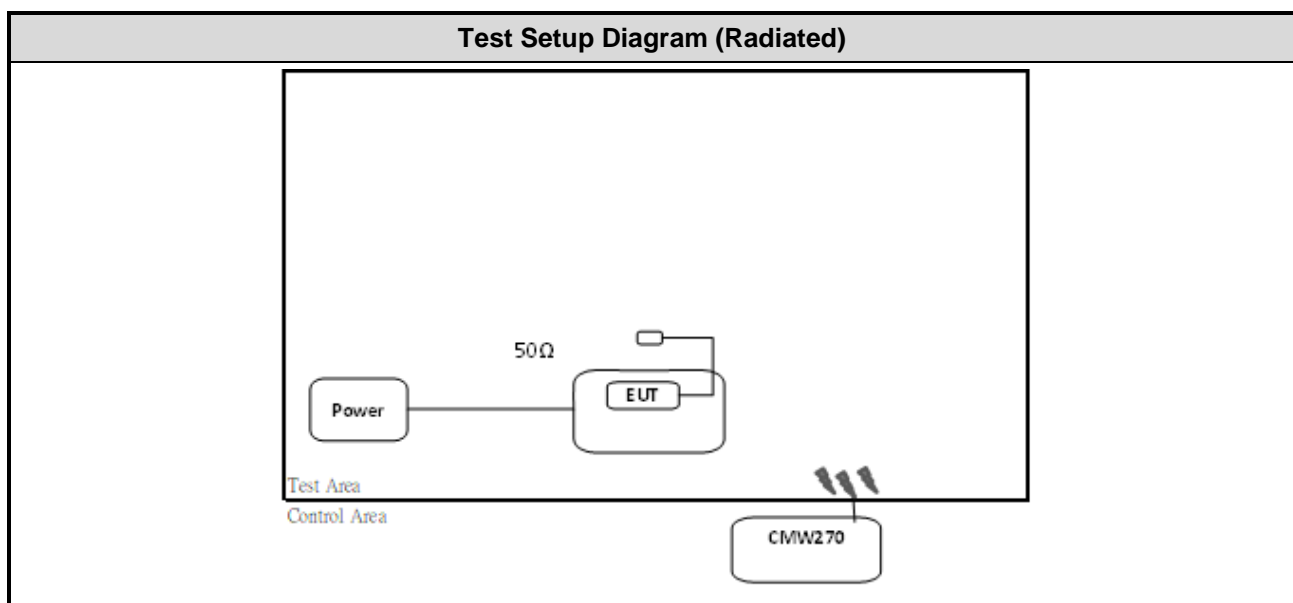 Test Setup Diagram (Radiated)
50Ω
EUT
Power
Test Area
Control Area
CMW270